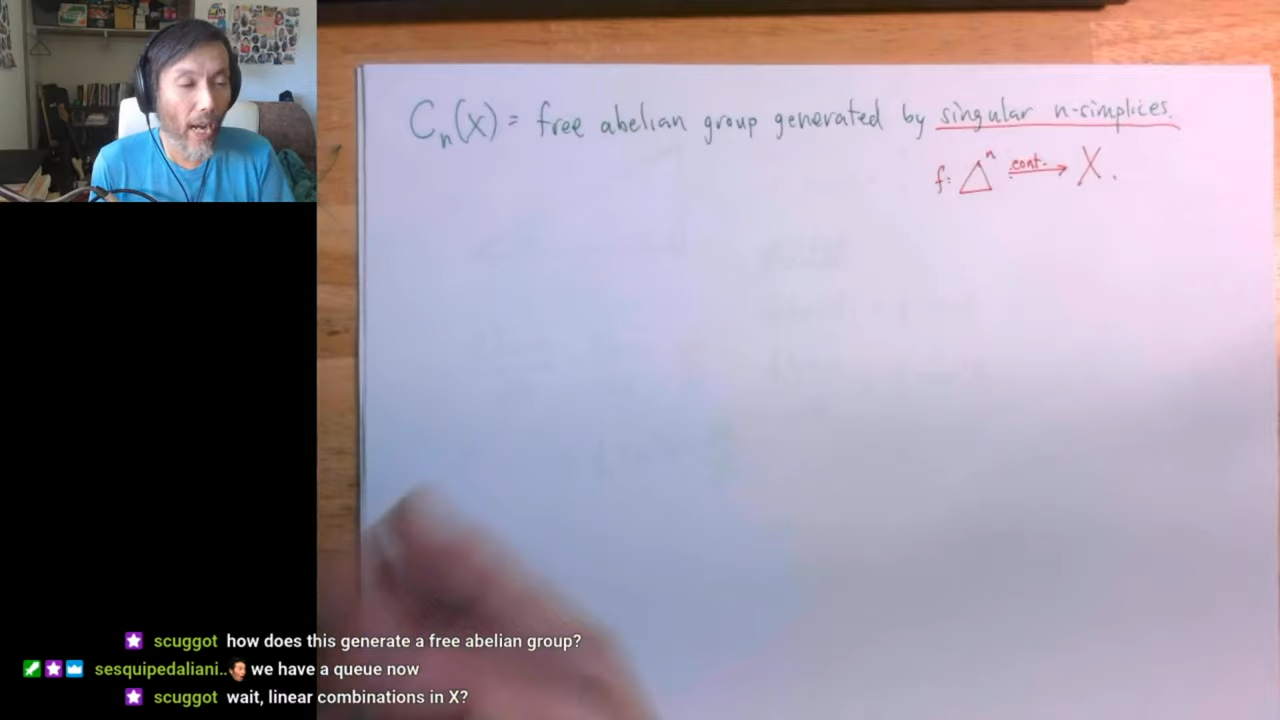 Cₙ(X) = free abelian group generated by singular n-simplices.
f: Δⁿ cont. → X.
scuggot how does this generate a free abelian group?
sesquipedaliani.. we have a queue now
scuggot wait, linear combinations in X?